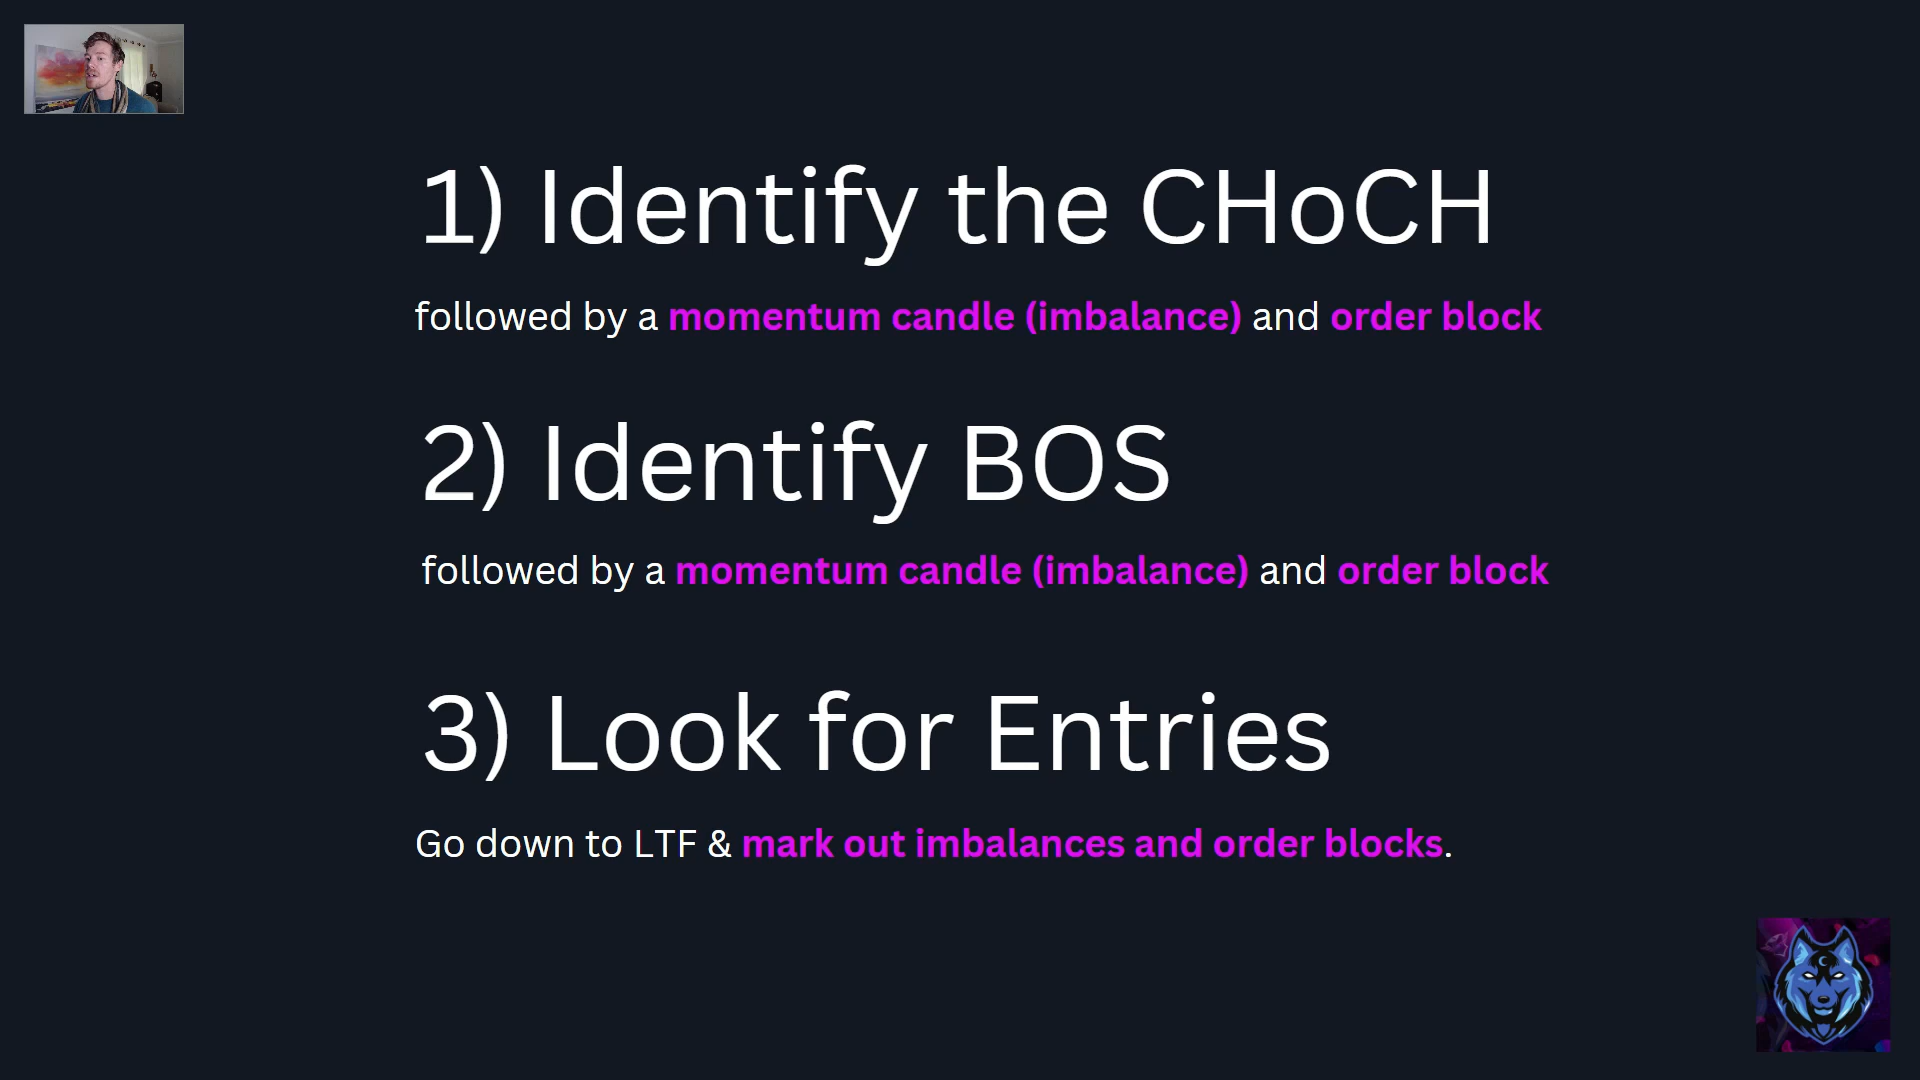 1) Identify the CHoCH
followed by a momentum candle (imbalance) and order block
2) Identify BOS
followed by a momentum candle (imbalance) and order block
3) Look for Entries
Go down to LTF & mark out imbalances and order blocks.